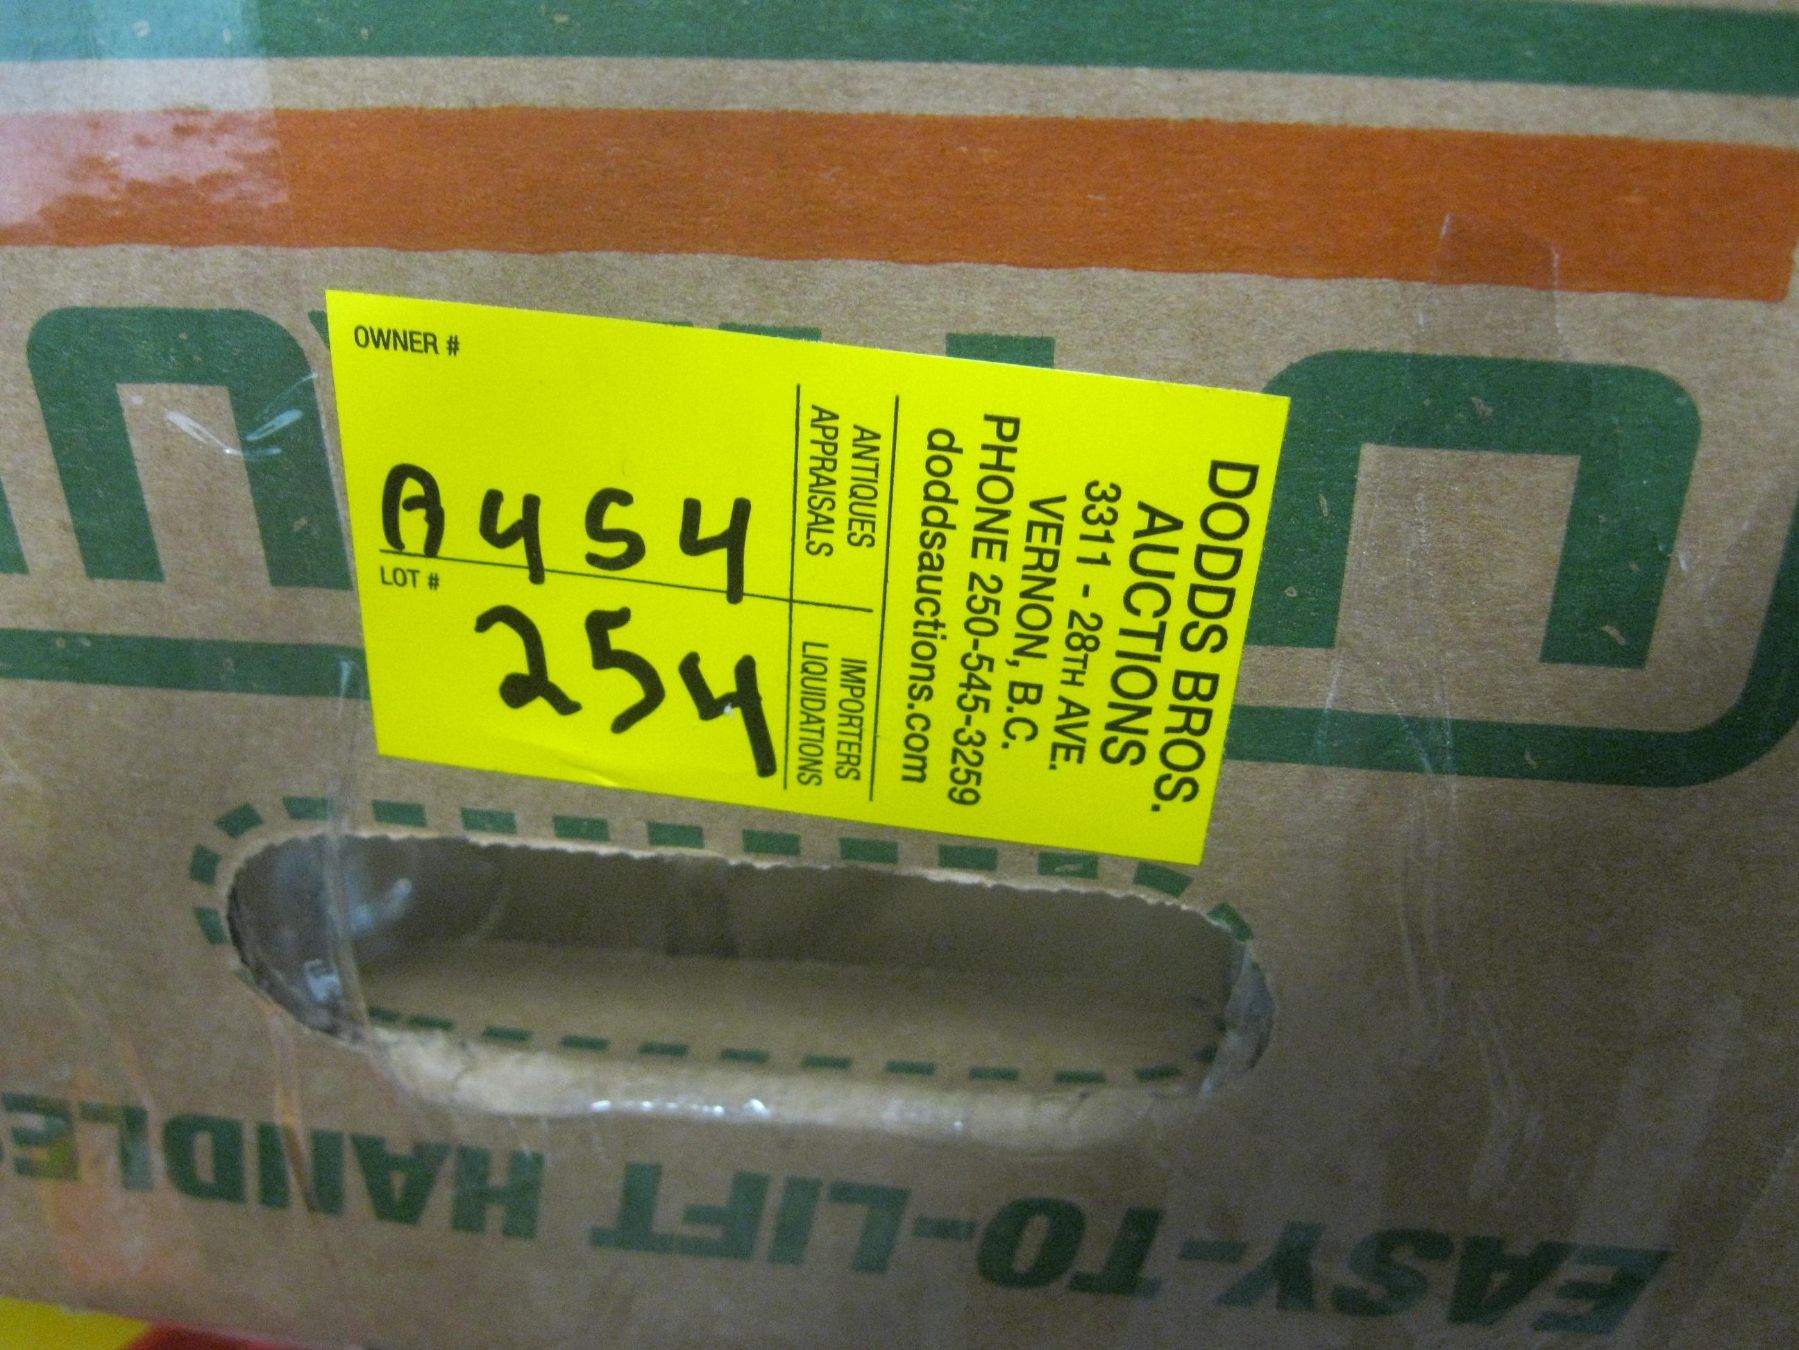 DODDS BROS.
AUCTIONS
3311 - 28TH AVE.
VERNON, B.C.
PHONE 250-545-3259
doddsauctions.com
ANTIQUES
APPRAISALS
IMPORTERS
LIQUIDATIONS
OWNER #
A454
LOT #
254
EASY-TO-LIFT HANDLES